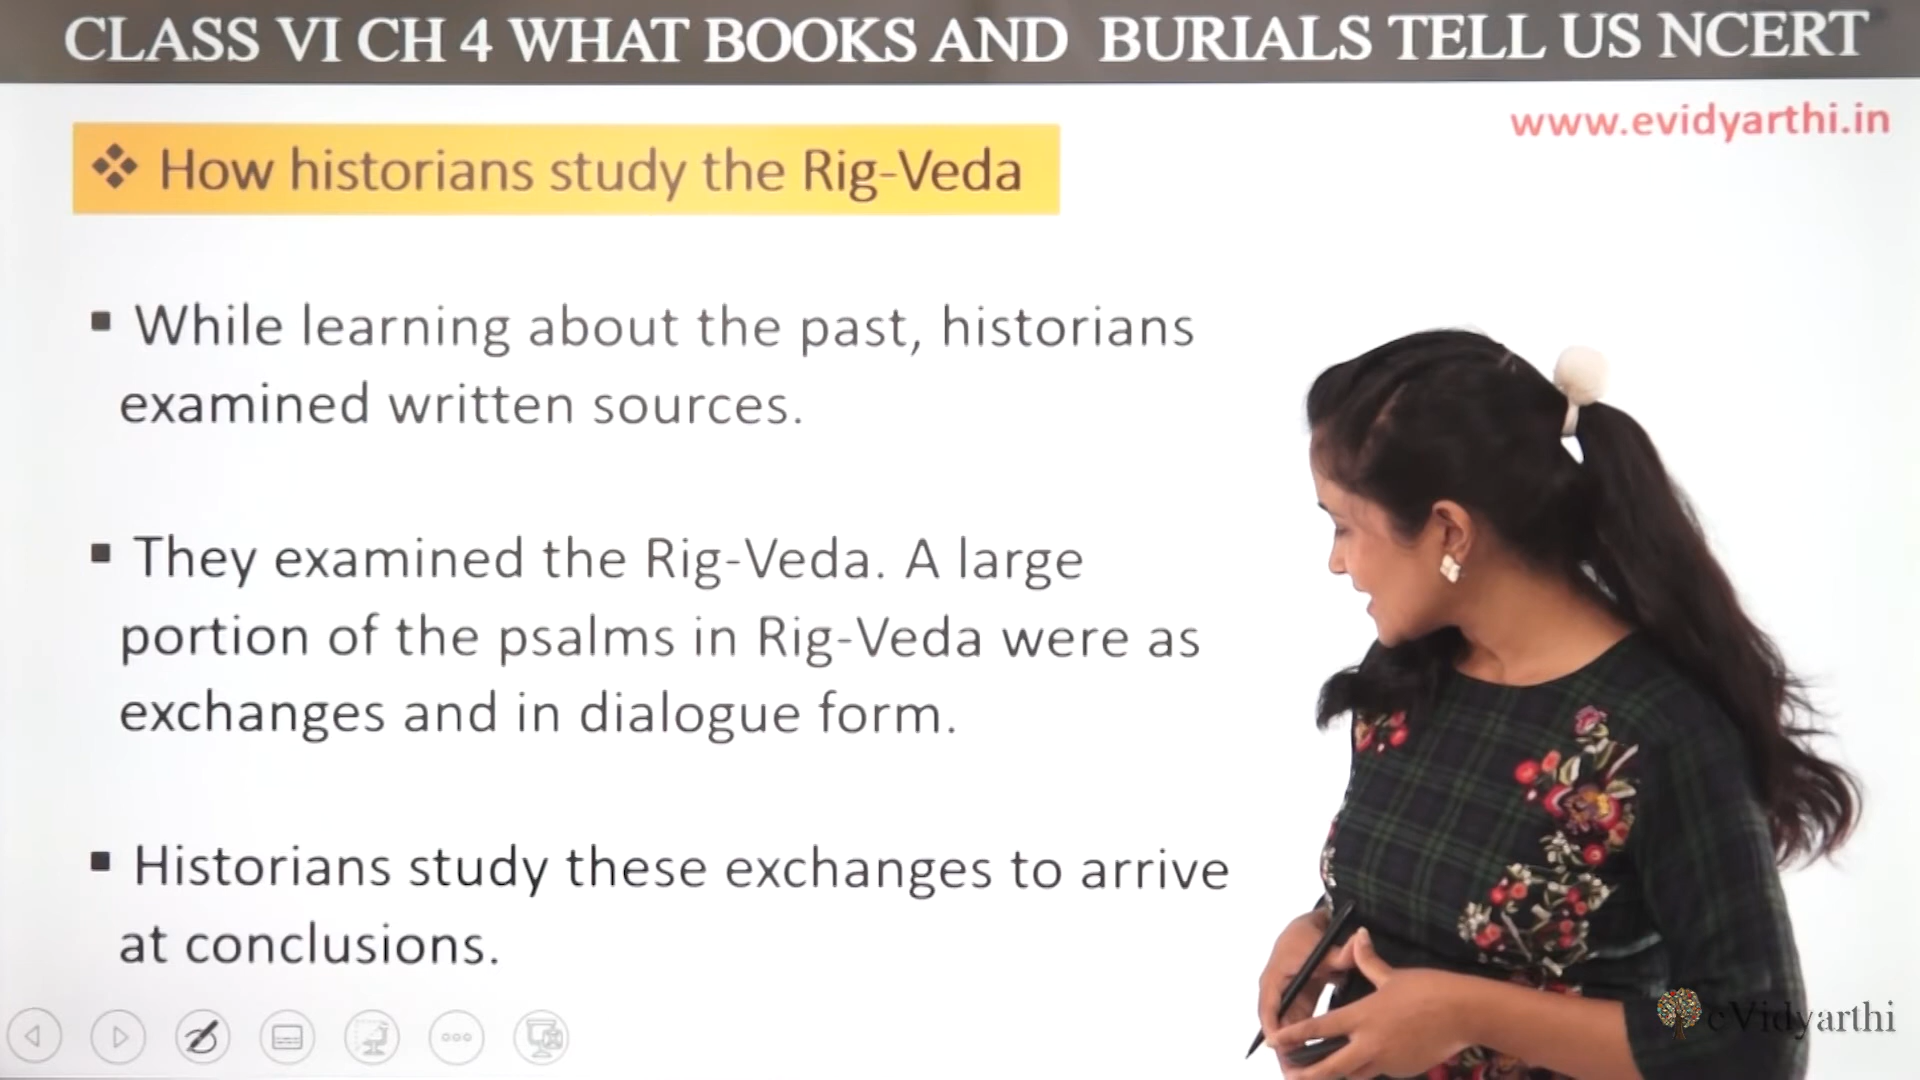 CLASS VI CH 4 WHAT BOOKS AND BURIALS TELL US NCERT
www.evidyarthi.in
How historians study the Rig-Veda
While learning about the past, historians
examined written sources.
They examined the Rig-Veda. A large
portion of the psalms in Rig-Veda were as
exchanges and in dialogue form.
Historians study these exchanges to arrive
at conclusions.
eVidyarthi